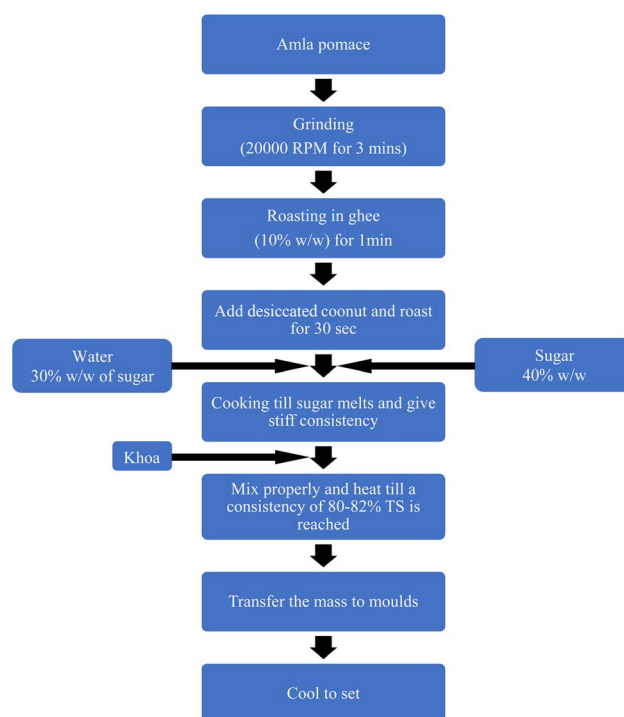 Amla pomace
Grinding
(20000 RPM for 3 mins)
Roasting in ghee
(10% w/w) for 1min
Add desiccated coonut and roast
for 30 sec
Water
30% w/w of sugar
Sugar
40% w/w
Cooking till sugar melts and give
stiff consistency
Khoa
Mix properly and heat till a
consistency of 80-82% TS is
reached
Transfer the mass to moulds
Cool to set